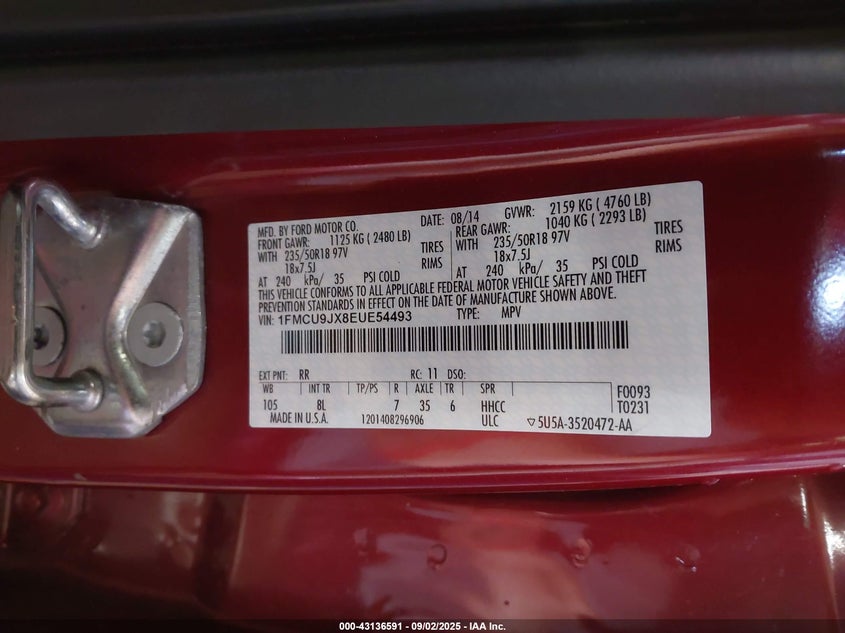 MFD. BY FORD MOTOR CO. DATE: 08/14 GVWR: 2159 KG ( 4760 LB)
FRONT GAWR: 1125 KG ( 2480 LB) REAR GAWR: 1040 KG ( 2293 LB)
WITH 235/50R18 97V TIRES WITH 235/50R18 97V TIRES
18x7.5J RIMS 18x7.5J RIMS
AT 240 kPa/ 35 PSI COLD AT 240 kPa/ 35 PSI COLD
THIS VEHICLE CONFORMS TO ALL APPLICABLE FEDERAL MOTOR VEHICLE SAFETY AND THEFT
PREVENTION STANDARDS IN EFFECT ON THE DATE OF MANUFACTURE SHOWN ABOVE.
VIN: 1FMCU9JX8EUE54493 TYPE: MPV
EXT PNT: RR RC: 11 DSO:
WB INT TR TP/PS R AXLE TR SPR F0093
105 8L 7 35 6 HHCC T0231
MADE IN U.S.A. 1201408296906 ULC ▽5U5A-3520472-AA
000-43136591 - 09/02/2025 - IAA Inc.